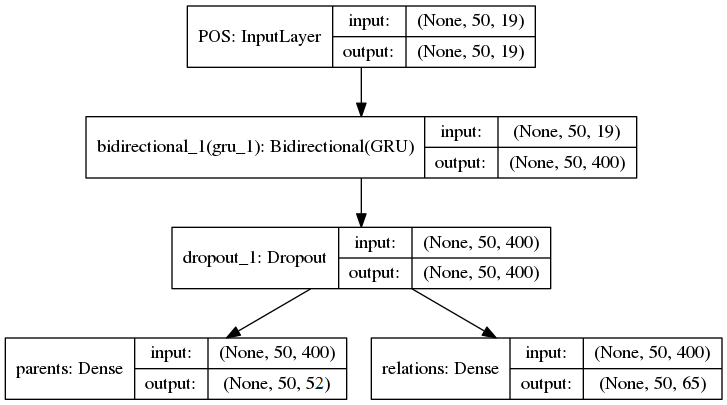 POS: InputLayer
input: (None, 50, 19)
output: (None, 50, 19)
bidirectional_1(gru_1): Bidirectional(GRU)
input: (None, 50, 19)
output: (None, 50, 400)
dropout_1: Dropout
input: (None, 50, 400)
output: (None, 50, 400)
parents: Dense
input: (None, 50, 400)
output: (None, 50, 52)
relations: Dense
input: (None, 50, 400)
output: (None, 50, 65)